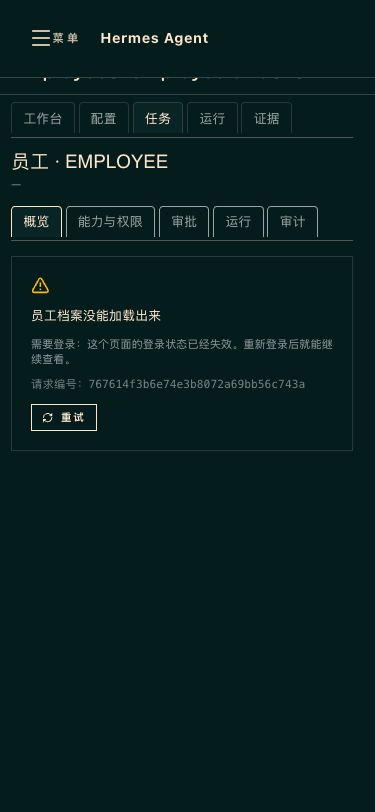 菜单 Hermes Agent
工作台 配置 任务 运行 证据
员工 · EMPLOYEE
—
概览 能力与权限 审批 运行 审计
员工档案没能加载出来
需要登录：这个页面的登录状态已经失效。重新登录后就能继
续查看。
请求编号：767614f3b6e74e3b8072a69bb56c743a
重试